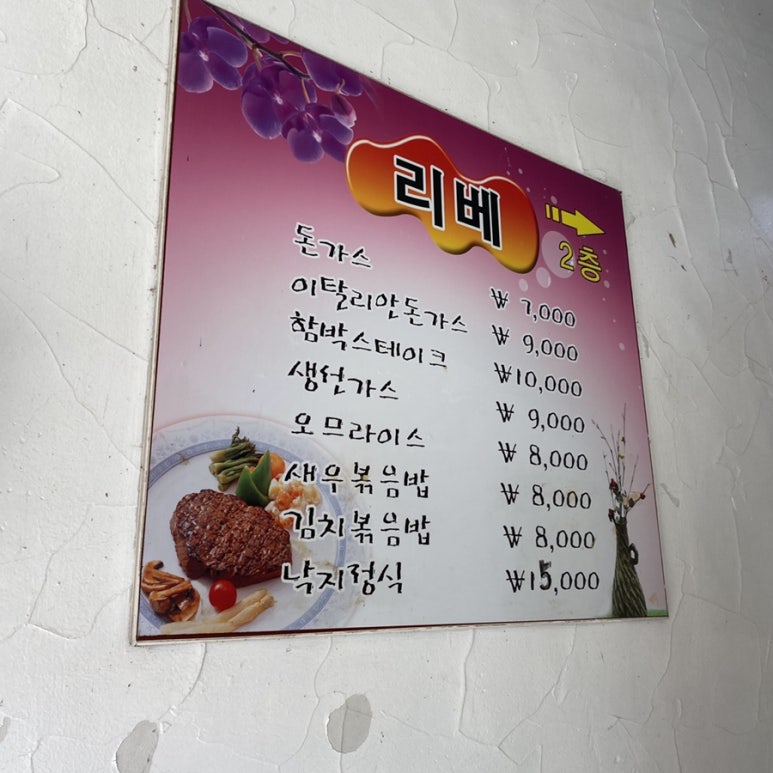 리베
2층
돈가스 ₩ 7,000
이탈리안돈가스 ₩ 9,000
함박스테이크 ₩10,000
생선가스 ₩ 9,000
오므라이스 ₩ 8,000
새우볶음밥 ₩ 8,000
김치볶음밥 ₩ 8,000
낙지정식 ₩15,000